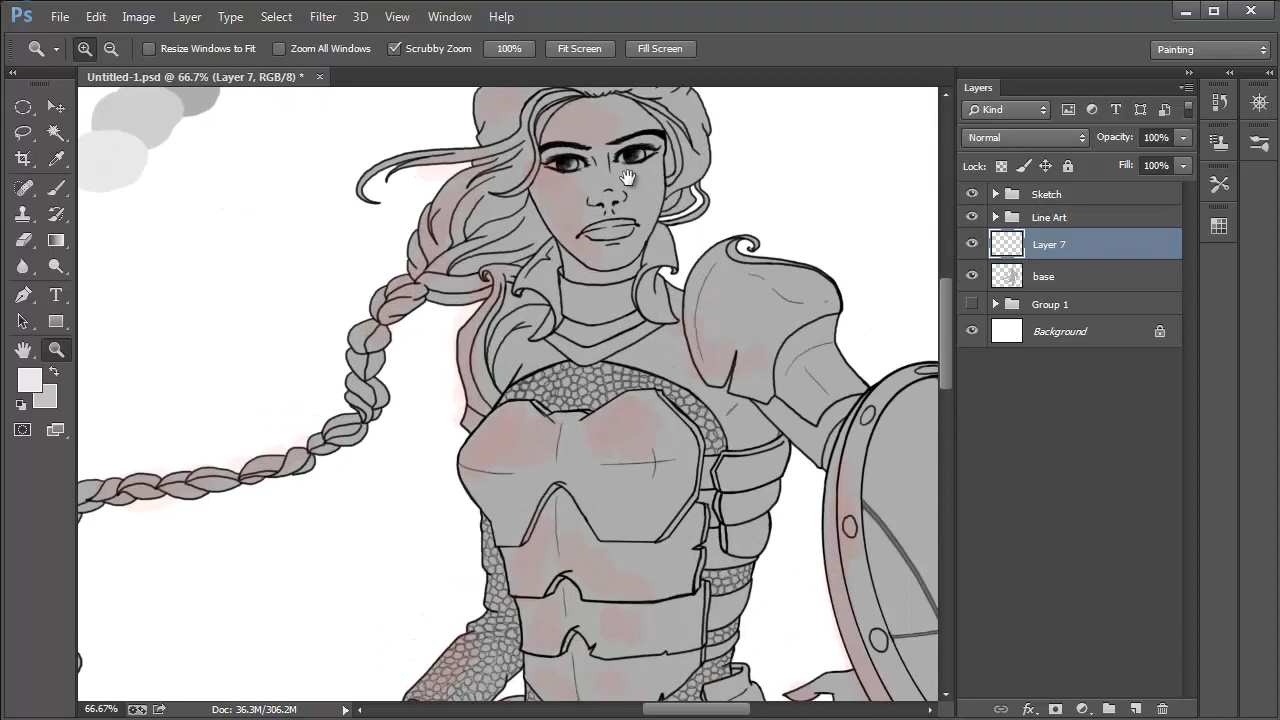 Ps File Edit Image Layer Type Select Filter 3D View Window Help
Resize Windows to Fit Zoom All Windows Scrubby Zoom 100% Fit Screen Fill Screen Painting
Untitled-1.psd @ 66.7% (Layer 7, RGB/8) *
Layers
Kind
Normal Opacity: 100%
Lock: Fill: 100%
Sketch
Line Art
Layer 7
base
Group 1
Background
66.67% Doc: 36.3M/306.2M